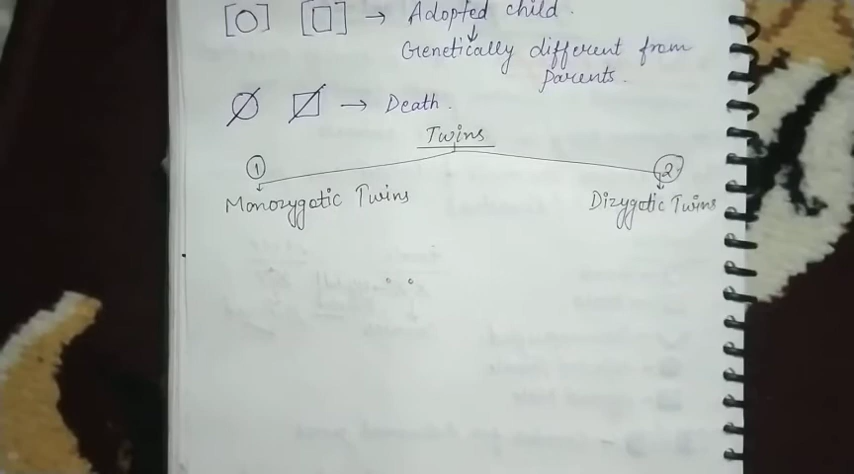 → Adopted child.
↓
Genetically different from
parents.
→ Death.
Twins
1 2
Monozygotic Twins Dizygotic Twins